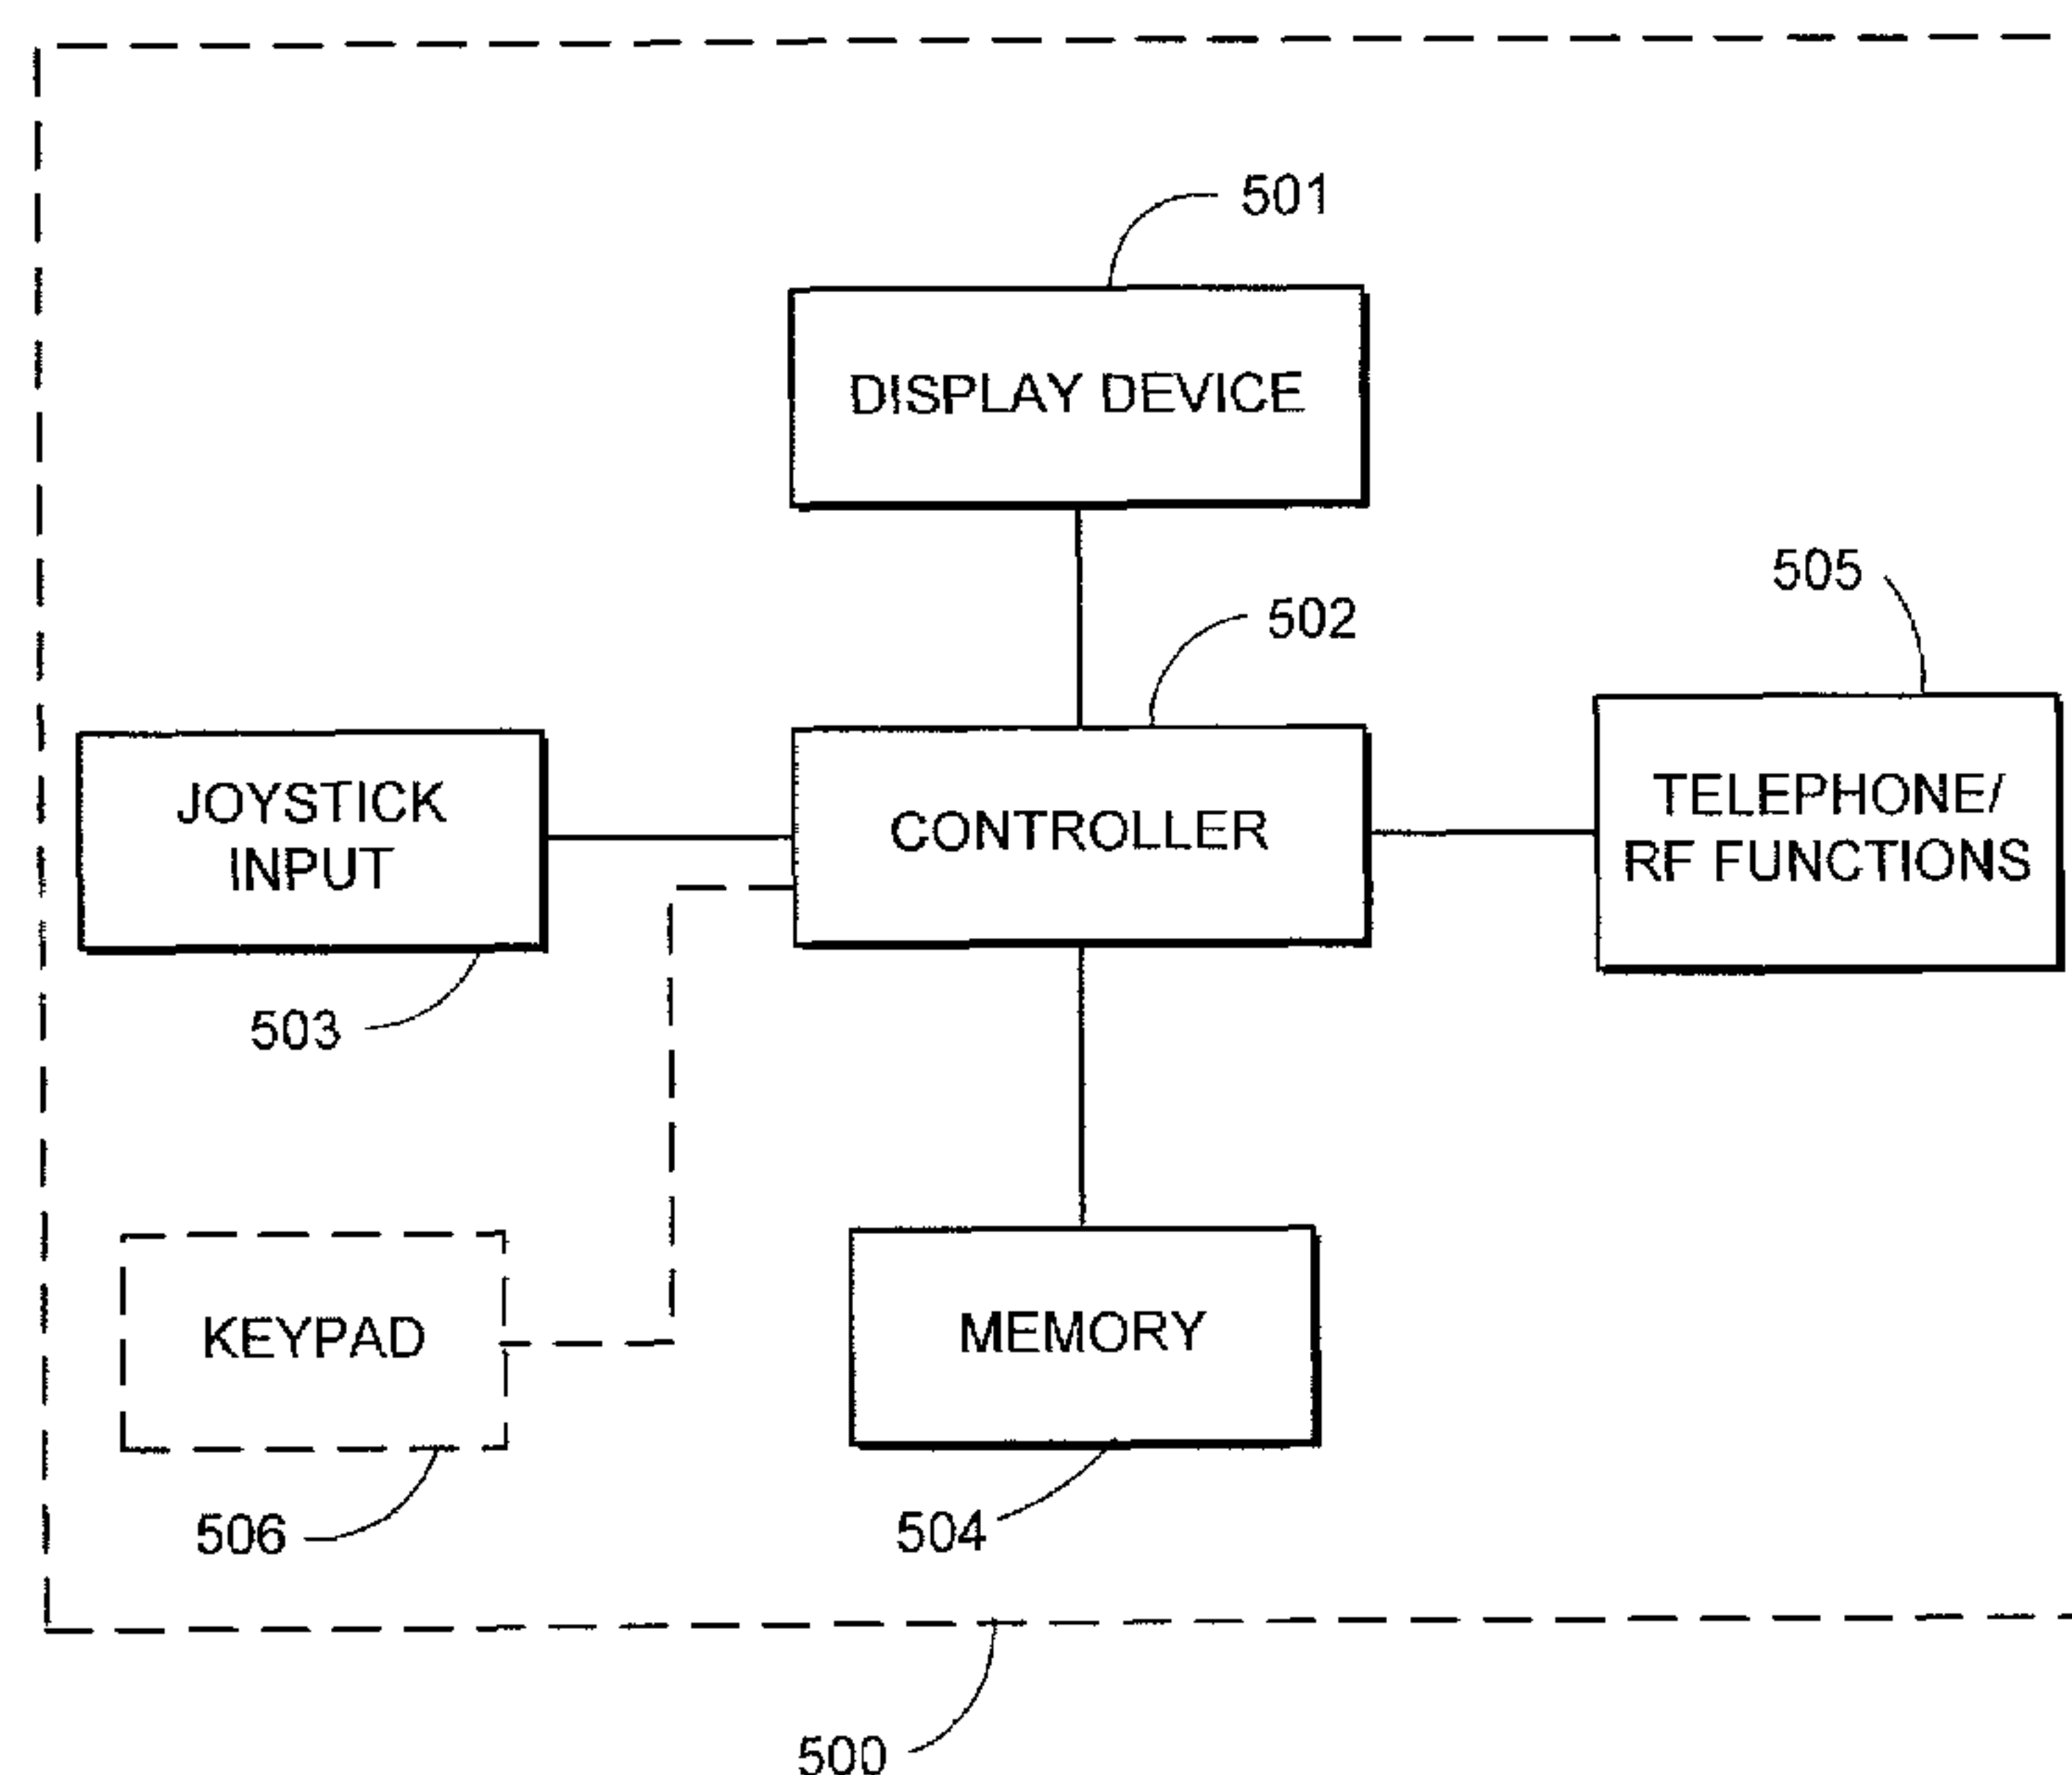 501
DISPLAY DEVICE
505
502
JOYSTICK
INPUT
CONTROLLER
TELEPHONE/
RF FUNCTIONS
503
KEYPAD
MEMORY
506
504
500